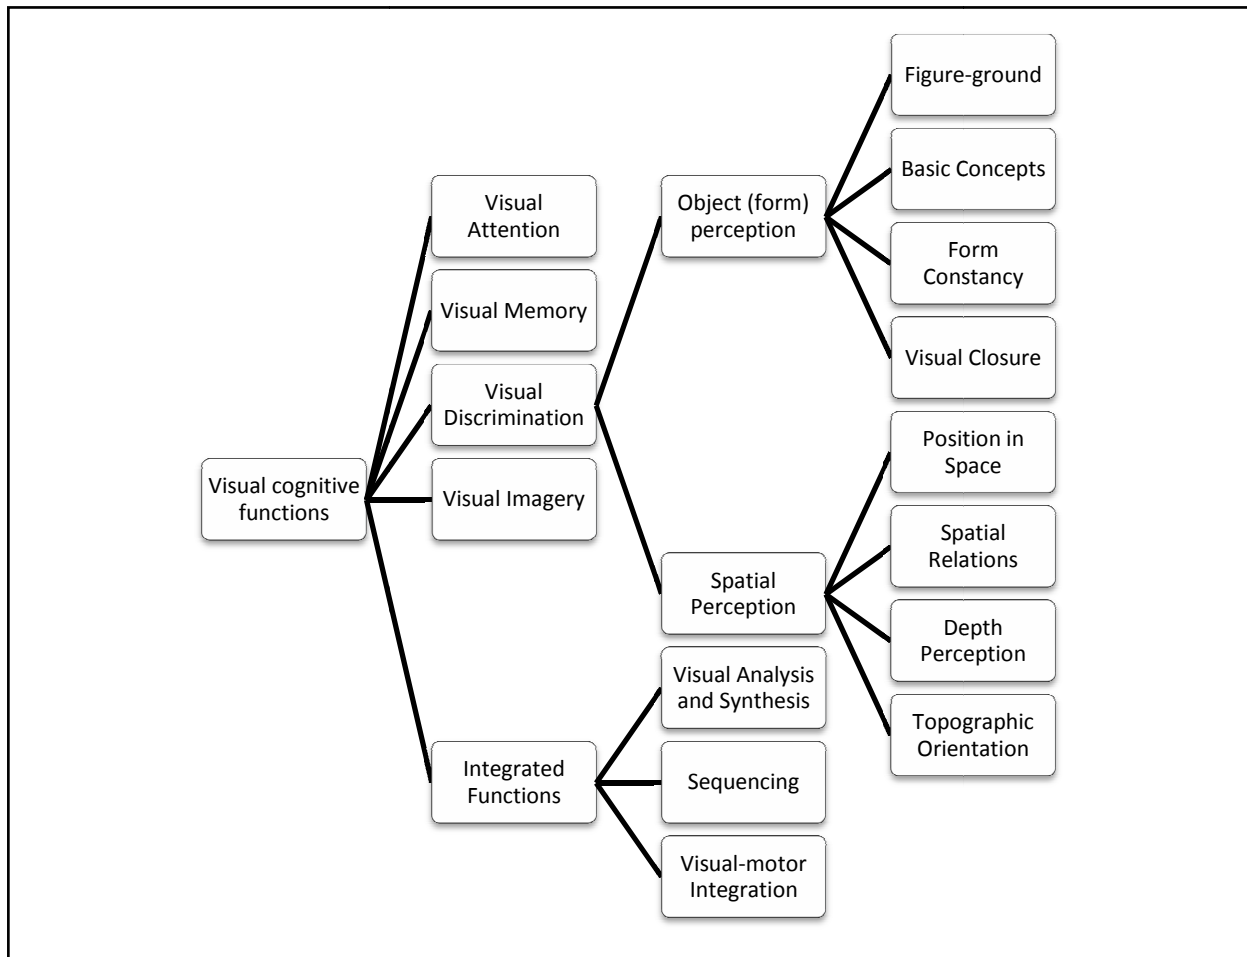 Visual cognitive
functions
Visual
Attention
Visual Memory
Visual
Discrimination
Visual Imagery
Integrated
Functions
Object (form)
perception
Spatial
Perception
Visual Analysis
and Synthesis
Sequencing
Visual-motor
Integration
Figure-ground
Basic Concepts
Form
Constancy
Visual Closure
Position in
Space
Spatial
Relations
Depth
Perception
Topographic
Orientation